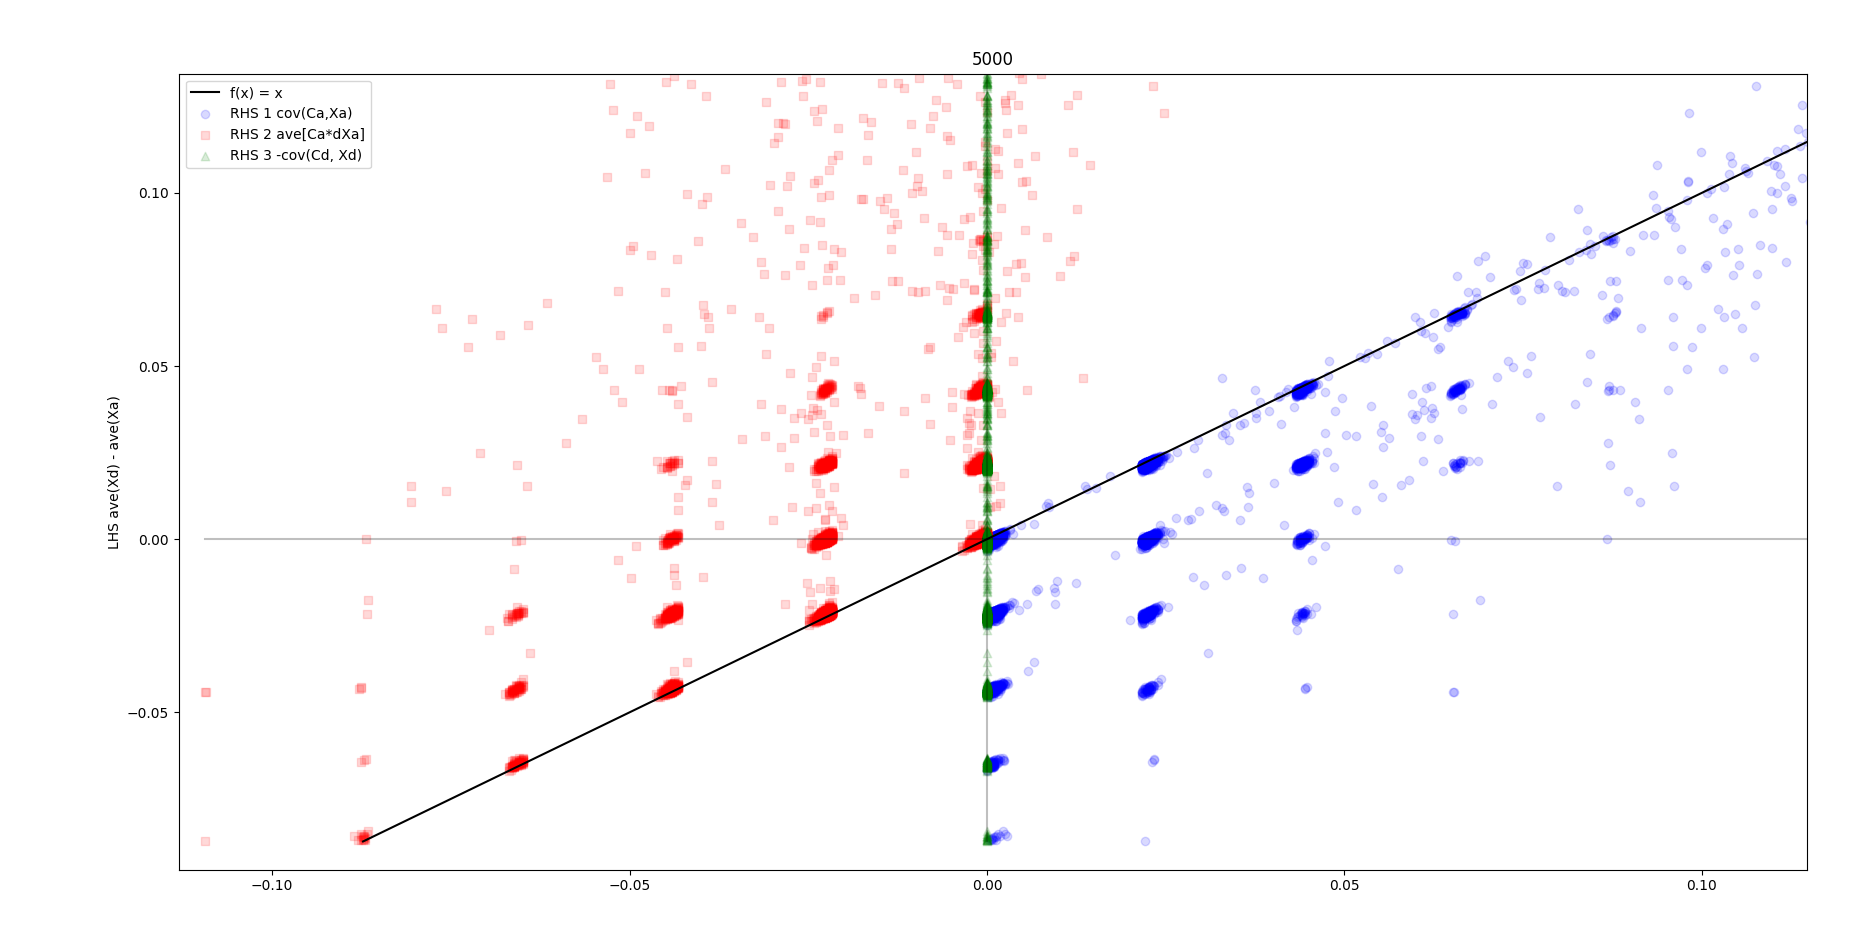 5000
f(x) = x
RHS 1 cov(Ca,Xa)
RHS 2 ave[Ca*dXa]
RHS 3 -cov(Cd, Xd)
LHS ave(Xd) - ave(Xa)
0.10
0.05
0.00
−0.05
−0.10 −0.05 0.00 0.05 0.10